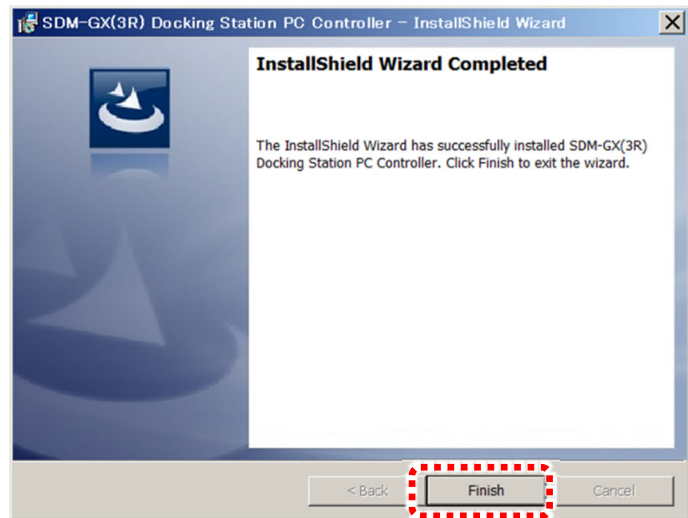 SDM-GX(3R) Docking Station PC Controller - InstallShield Wizard
InstallShield Wizard Completed
The InstallShield Wizard has successfully installed SDM-GX(3R)
Docking Station PC Controller. Click Finish to exit the wizard.
< Back Finish Cancel